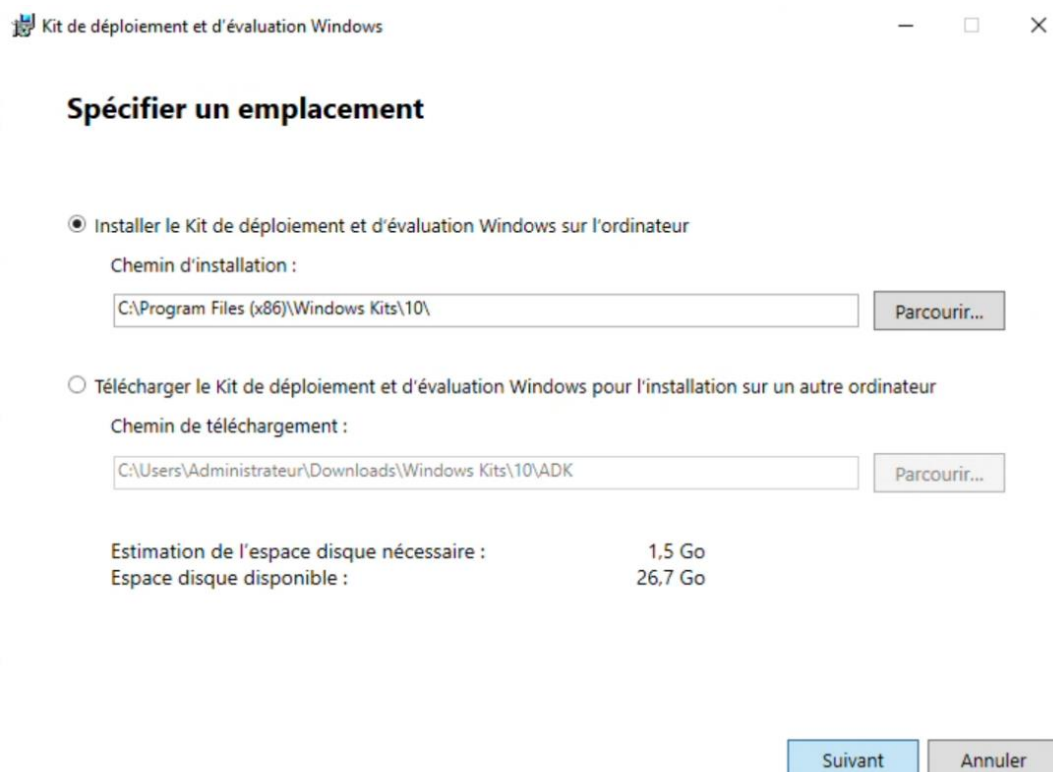 Kit de déploiement et d'évaluation Windows
Spécifier un emplacement
Installer le Kit de déploiement et d'évaluation Windows sur l'ordinateur
Chemin d'installation :
C:\Program Files (x86)\Windows Kits\10\
Parcourir...
Télécharger le Kit de déploiement et d'évaluation Windows pour l'installation sur un autre ordinateur
Chemin de téléchargement :
C:\Users\Administrateur\Downloads\Windows Kits\10\ADK
Parcourir...
Estimation de l'espace disque nécessaire : 1,5 Go
Espace disque disponible : 26,7 Go
Suivant Annuler